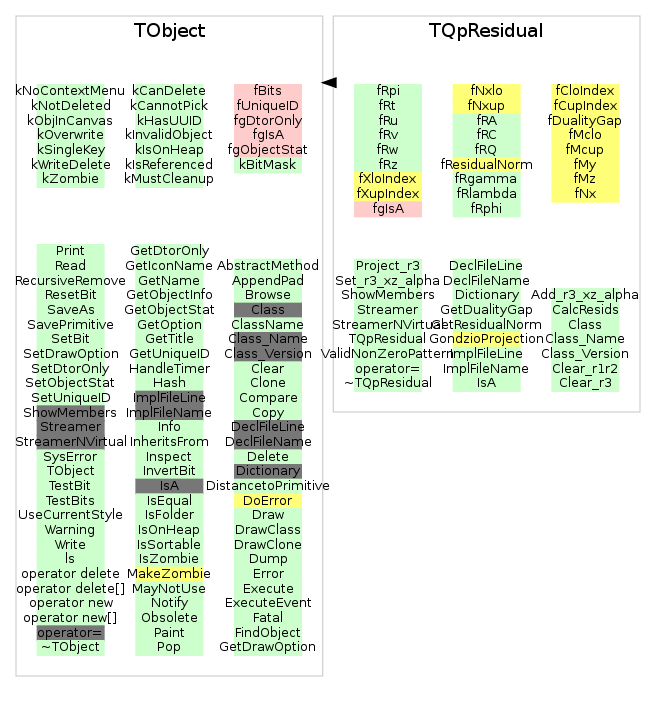 TObject
kNoContextMenu
kNotDeleted
kObjInCanvas
kOverwrite
kSingleKey
kWriteDelete
kZombie
kCanDelete
kCannotPick
kHasUUID
kInvalidObject
kIsOnHeap
kIsReferenced
kMustCleanup
fBits
fUniqueID
fgDtorOnly
fgIsA
fgObjectStat
kBitMask
Print
Read
RecursiveRemove
ResetBit
SaveAs
SavePrimitive
SetBit
SetDrawOption
SetDtorOnly
SetObjectStat
SetUniqueID
ShowMembers
Streamer
StreamerNVirtual
SysError
TObject
TestBit
TestBits
UseCurrentStyle
Warning
Write
ls
operator delete
operator delete[]
operator new
operator new[]
operator=
~TObject
GetDtorOnly
GetIconName
GetName
GetObjectInfo
GetObjectStat
GetOption
GetTitle
GetUniqueID
HandleTimer
Hash
ImplFileLine
ImplFileName
Info
InheritsFrom
Inspect
InvertBit
IsA
IsEqual
IsFolder
IsOnHeap
IsSortable
IsZombie
MakeZombie
MayNotUse
Notify
Obsolete
Paint
Pop
AbstractMethod
AppendPad
Browse
Class
ClassName
Class_Name
Class_Version
Clear
Clone
Compare
Copy
DeclFileLine
DeclFileName
Delete
Dictionary
DistancetoPrimitive
DoError
Draw
DrawClass
DrawClone
Dump
Error
Execute
ExecuteEvent
Fatal
FindObject
GetDrawOption
TQpResidual
fRpi
fRt
fRu
fRv
fRw
fRz
fXloIndex
fXupIndex
fgIsA
fNxlo
fNxup
fRA
fRC
fRQ
fResidualNorm
fRgamma
fRlambda
fRphi
fCloIndex
fCupIndex
fDualityGap
fMclo
fMcup
fMy
fMz
fNx
Project_r3
Set_r3_xz_alpha
ShowMembers
Streamer
StreamerNVirtual
TQpResidual
ValidNonZeroPattern
operator=
~TQpResidual
DeclFileLine
DeclFileName
Dictionary
GetDualityGap
GetResidualNorm
GondzioProjection
ImplFileLine
ImplFileName
IsA
Add_r3_xz_alpha
CalcResids
Class
Class_Name
Class_Version
Clear_r1r2
Clear_r3